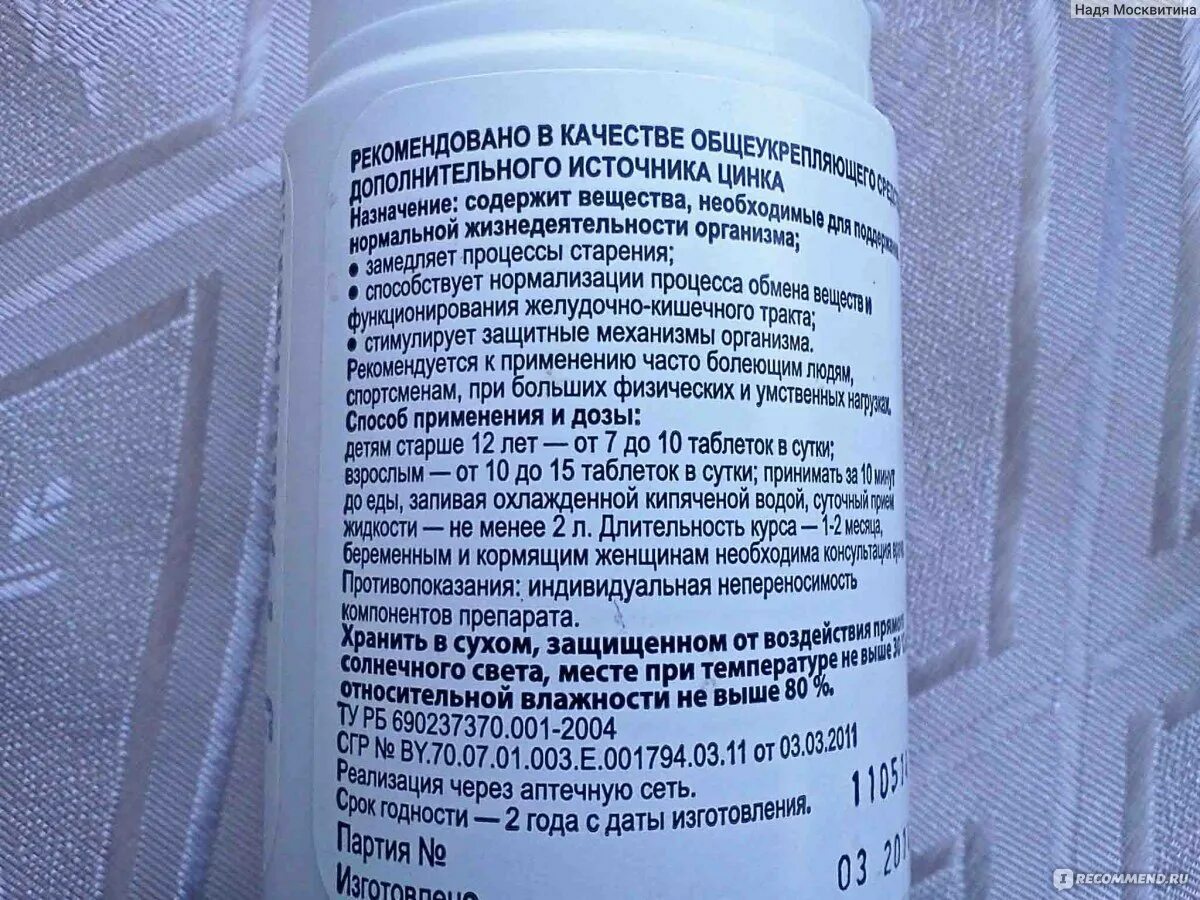 Надя Москвитина
РЕКОМЕНДОВАНО В КАЧЕСТВЕ ОБЩЕУКРЕПЛЯЮЩЕГО
ДОПОЛНИТЕЛЬНОГО ИСТОЧНИКА ЦИНКА
Назначение: содержит вещества, необходимые для
нормальной жизнедеятельности организма;
• замедляет процессы старения;
• способствует нормализации процесса обмена веществ и
функционирования желудочно-кишечного тракта;
• стимулирует защитные механизмы организма.
Рекомендуется к применению часто болеющим людям,
спортсменам, при больших физических и умственных нагрузках.
Способ применения и дозы:
детям старше 12 лет — от 7 до 10 таблеток в сутки;
взрослым — от 10 до 15 таблеток в сутки; принимать за 10 минут
до еды, запивая охлажденной кипяченой водой, суточный прием
жидкости — не менее 2 л. Длительность курса — 1-2 месяца,
беременным и кормящим женщинам необходима консультация
Противопоказания: индивидуальная непереносимость
компонентов препарата.
Хранить в сухом, защищенном от воздействия
солнечного света, месте при температуре не выше 30
относительной влажности не выше 80 %.
ТУ РБ 690237370.001-2004
СГР № BY.70.07.01.003.E.001794.03.11 от 03.03.2011
Реализация через аптечную сеть.
Срок годности — 2 года с даты изготовления.
Партия №
Изготовлено
03
IRECOMMEND.RU